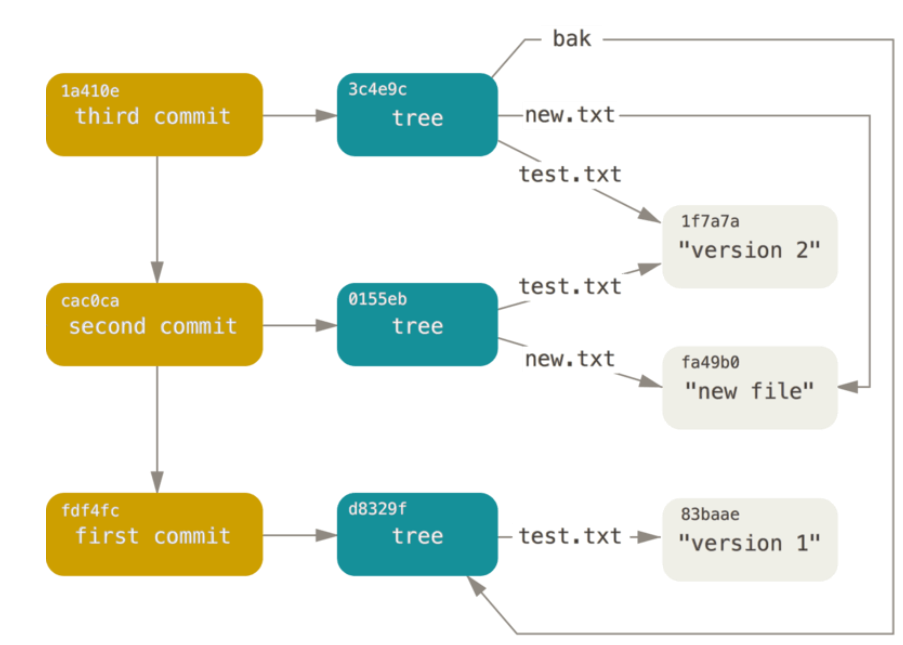 bak
1a410e
third commit
3c4e9c
tree
new.txt
test.txt
1f7a7a
"version 2"
cac0ca
second commit
0155eb
tree
test.txt
new.txt
fa49b0
"new file"
fdf4fc
first commit
d8329f
tree
test.txt
83baae
"version 1"